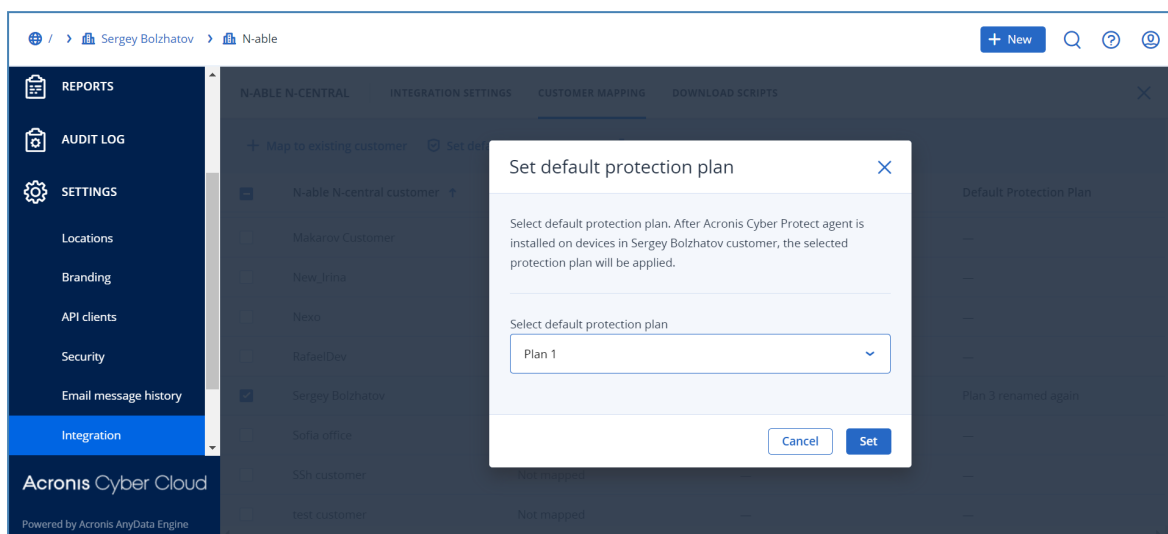 / > Sergey Bolzhatov > N-able
+ New
REPORTS
AUDIT LOG
SETTINGS
Locations
Branding
API clients
Security
Email message history
Integration
Acronis Cyber Cloud
Powered by Acronis AnyData Engine
N-ABLE N-CENTRAL INTEGRATION SETTINGS CUSTOMER MAPPING DOWNLOAD SCRIPTS
+ Map to existing customer Set
N-able N-central customer ↑ Default Protection Plan
Makarov Customer —
New_Irina —
Nexo —
RafaelDev —
Sergey Bolzhatov Plan 3 renamed again
Sofia office —
SSh customer Not mapped — —
test customer Not mapped — —
Set default protection plan
Select default protection plan. After Acronis Cyber Protect agent is
installed on devices in Sergey Bolzhatov customer, the selected
protection plan will be applied.
Select default protection plan
Plan 1
Cancel Set